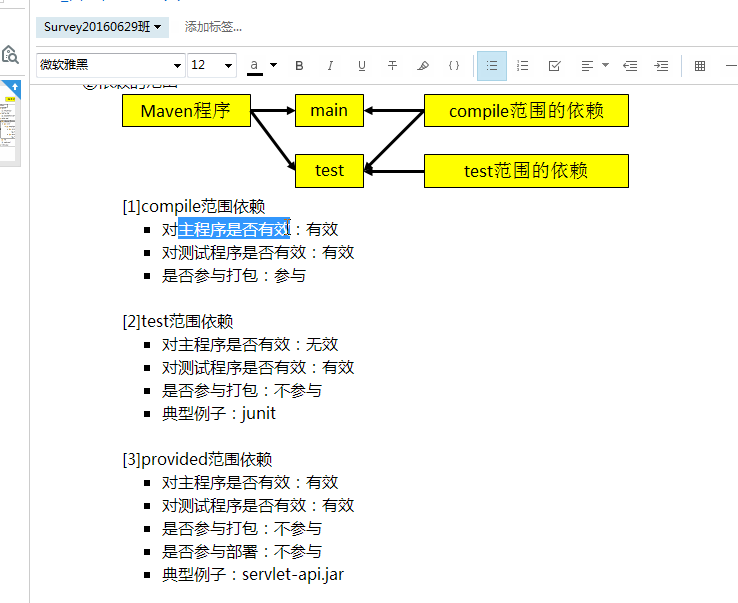 Survey20160629班 添加标签...
微软雅黑 12 a B I U T { }
依赖的范围
Maven程序 main compile范围的依赖
test test范围的依赖
[1]compile范围依赖
对主程序是否有效：有效
对测试程序是否有效：有效
是否参与打包：参与
[2]test范围依赖
对主程序是否有效：无效
对测试程序是否有效：有效
是否参与打包：不参与
典型例子：junit
[3]provided范围依赖
对主程序是否有效：有效
对测试程序是否有效：有效
是否参与打包：不参与
是否参与部署：不参与
典型例子：servlet-api.jar